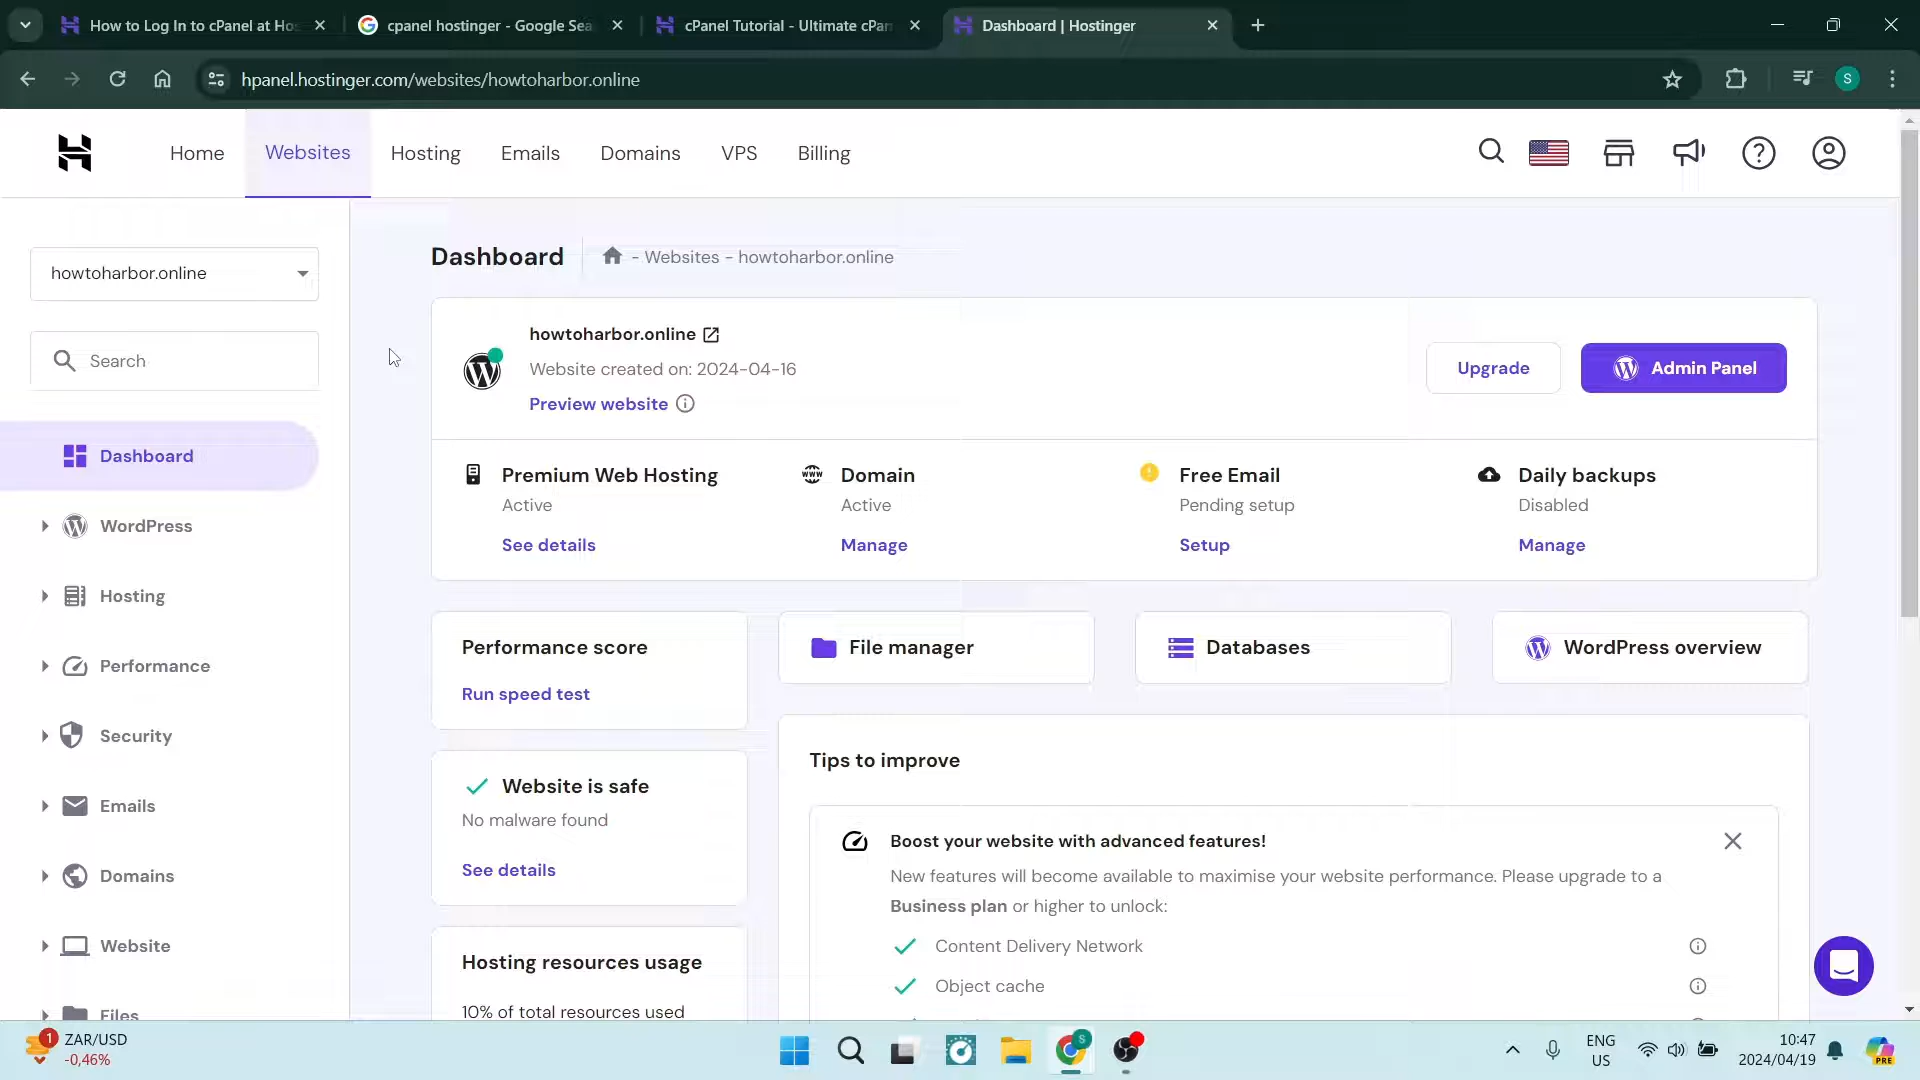 How to Log In to cPanel at Ho
cpanel hostinger - Google Sea
cPanel Tutorial - Ultimate cPan
Dashboard | Hostinger
hpanel.hostinger.com/websites/howtoharbor.online
S
Home
Websites
Hosting
Emails
Domains
VPS
Billing
howtoharbor.online
Dashboard
- Websites - howtoharbor.online
Search
howtoharbor.online
Website created on: 2024-04-16
Preview website
Upgrade
Admin Panel
Dashboard
WordPress
Hosting
Performance
Security
Emails
Domains
Website
Files
Premium Web Hosting
Active
See details
www
Domain
Active
Manage
Free Email
Pending setup
Setup
Daily backups
Disabled
Manage
Performance score
Run speed test
File manager
Databases
WordPress overview
Website is safe
No malware found
See details
Tips to improve
Boost your website with advanced features!
New features will become available to maximise your website performance. Please upgrade to a
Business plan or higher to unlock:
Content Delivery Network
Object cache
Hosting resources usage
10% of total resources used
1
ZAR/USD
-0,46%
S
ENG
US
10:47
2024/04/19
PRE